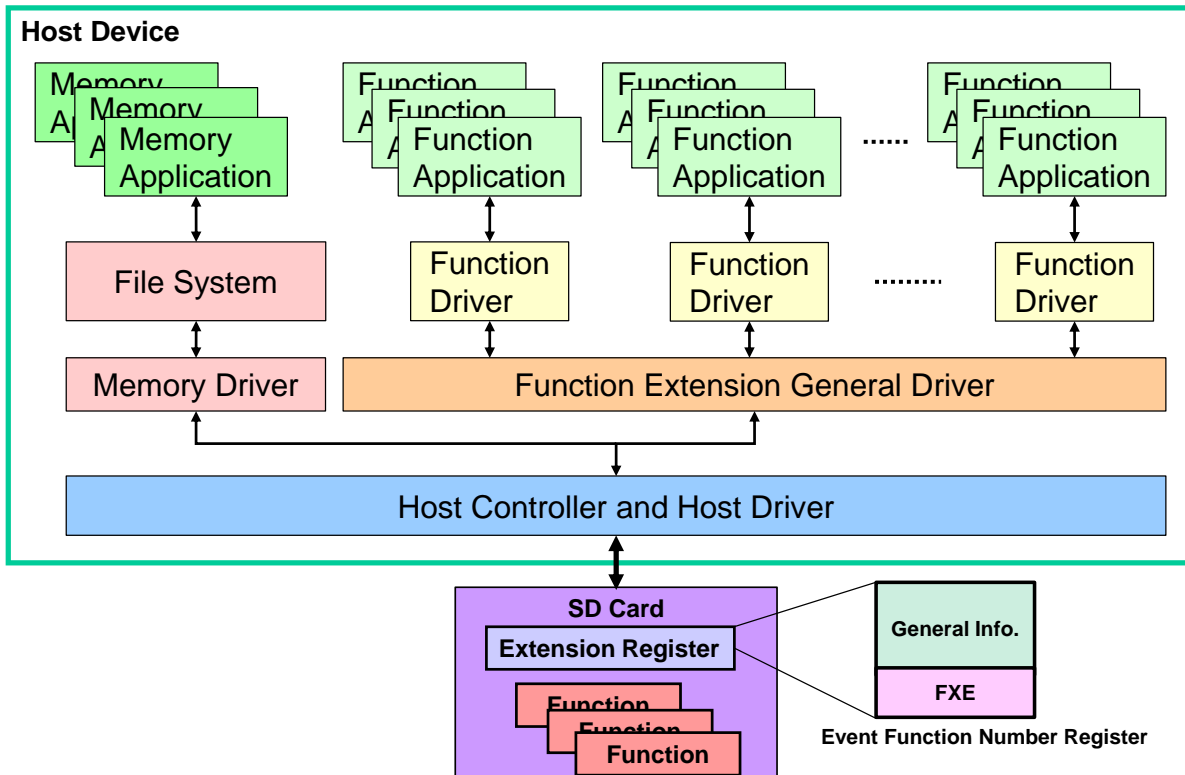 Host Device
Memory
Ap
Memory
A
Memory
Application
Function
A
Function
A
Function
Application
Function
A
Function
A
Function
Application
......
Function
A
Function
A
Function
Application
File System
Function
Driver
Function
Driver
..........
Function
Driver
Memory Driver
Function Extension General Driver
Host Controller and Host Driver
SD Card
Extension Register
Function
Function
Function
General Info.
FXE
Event Function Number Register